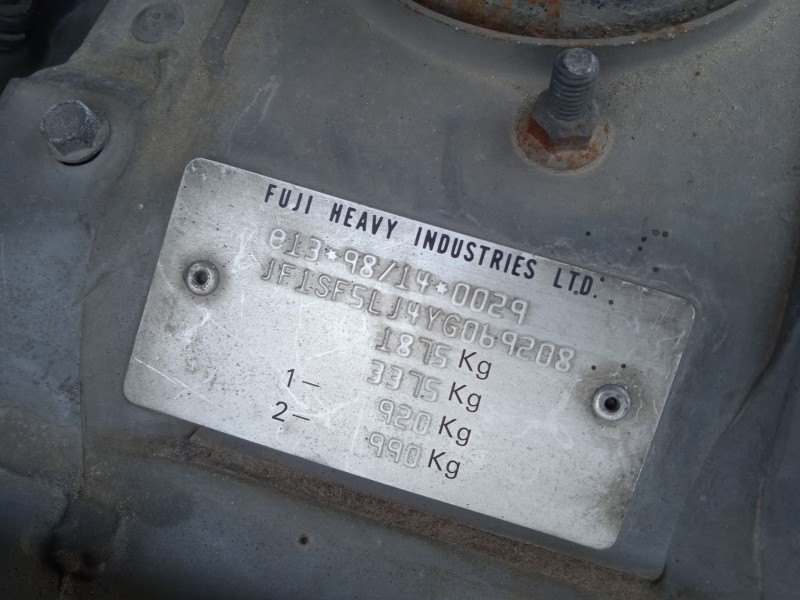 FUJI HEAVY INDUSTRIES LTD.
e13*98/14*0029
JF1SF5LJ4YG069208
1875 Kg
3375 Kg
1– 920 Kg
2– 990 Kg